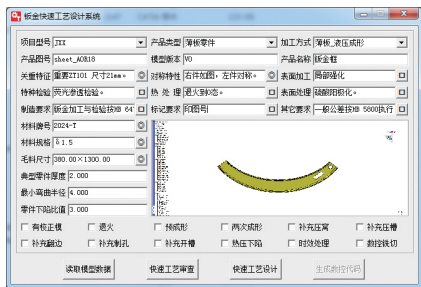 钣金快速工艺设计系统
项目型号 JXX 产品类型 薄板零件 加工方式 薄板_液压成形
产品图号 sheet_AOR18 模型版本 V0 产品名称 钣金框
关重特征 重要ZT101 尺寸21mm。 对称特性 右件如图,左件对称。 表面加工 局部强化
特种检验 荧光渗透检验。 热处理 退火到O态。 表面处理 硫酸阳极化。
制造要求 钣金加工与检验按XB 64 标记要求 印图号 其它要求 一般公差按XB 5800执行
材料牌号 2024-T
材料规格 δ1.5
毛料尺寸 380.00×1300.00
典型零件厚度 2.000
最小弯曲半径 4.000
零件下陷比值 3.000
有校正模 退火 预成形 两次成形 补充压窝 补充压槽
补充翻边 补充制孔 补充开槽 热压下陷 时效处理 数控铣切
读取模型数据 快速工艺审查 快速工艺设计 生成数控代码